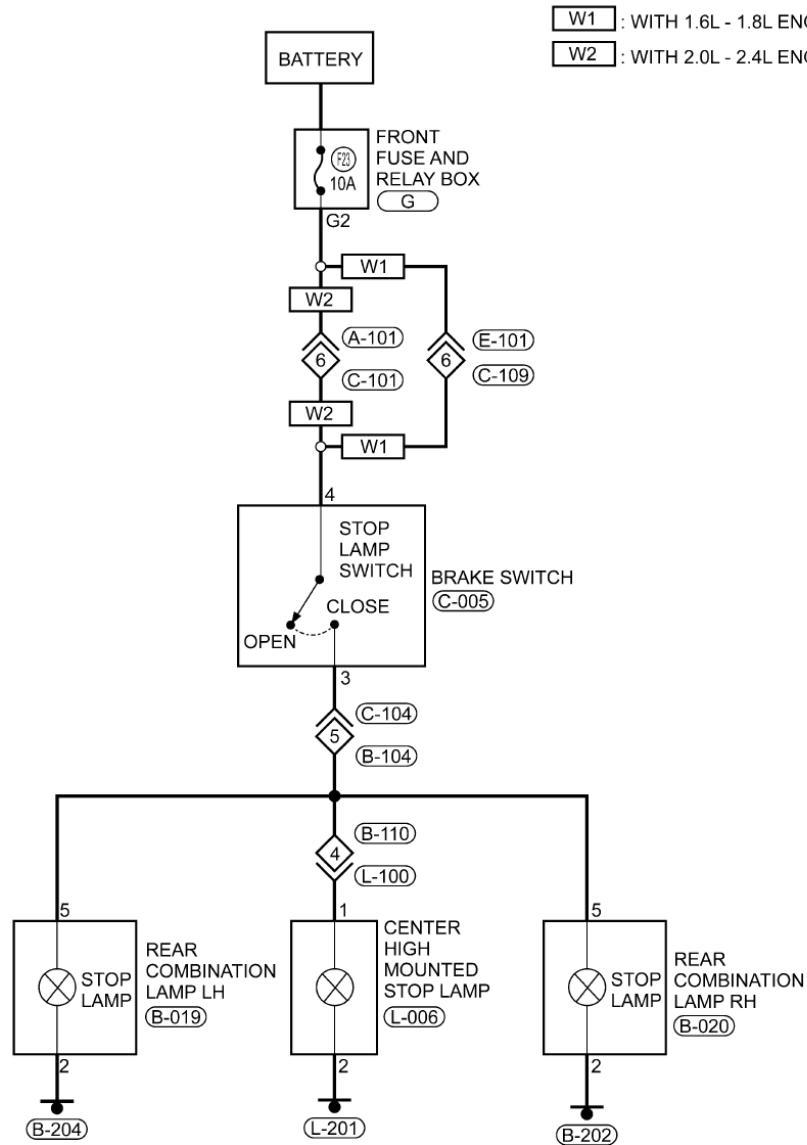 W1 : WITH 1.6L - 1.8L EN
W2 : WITH 2.0L - 2.4L EN
BATTERY
FRONT
FUSE AND
RELAY BOX
G
F23
10A
G2
W1
W2
A-101
E-101
6
6
C-101
C-109
W2
W1
4
STOP
LAMP
SWITCH
BRAKE SWITCH
C-005
CLOSE
OPEN
3
C-104
5
B-104
B-110
4
L-100
5
1
5
REAR
COMBINATION
LAMP LH
B-019
STOP
LAMP
CENTER
HIGH
MOUNTED
STOP LAMP
L-006
STOP
LAMP
REAR
COMBINATION
LAMP RH
B-020
2
2
2
B-204
L-201
B-202